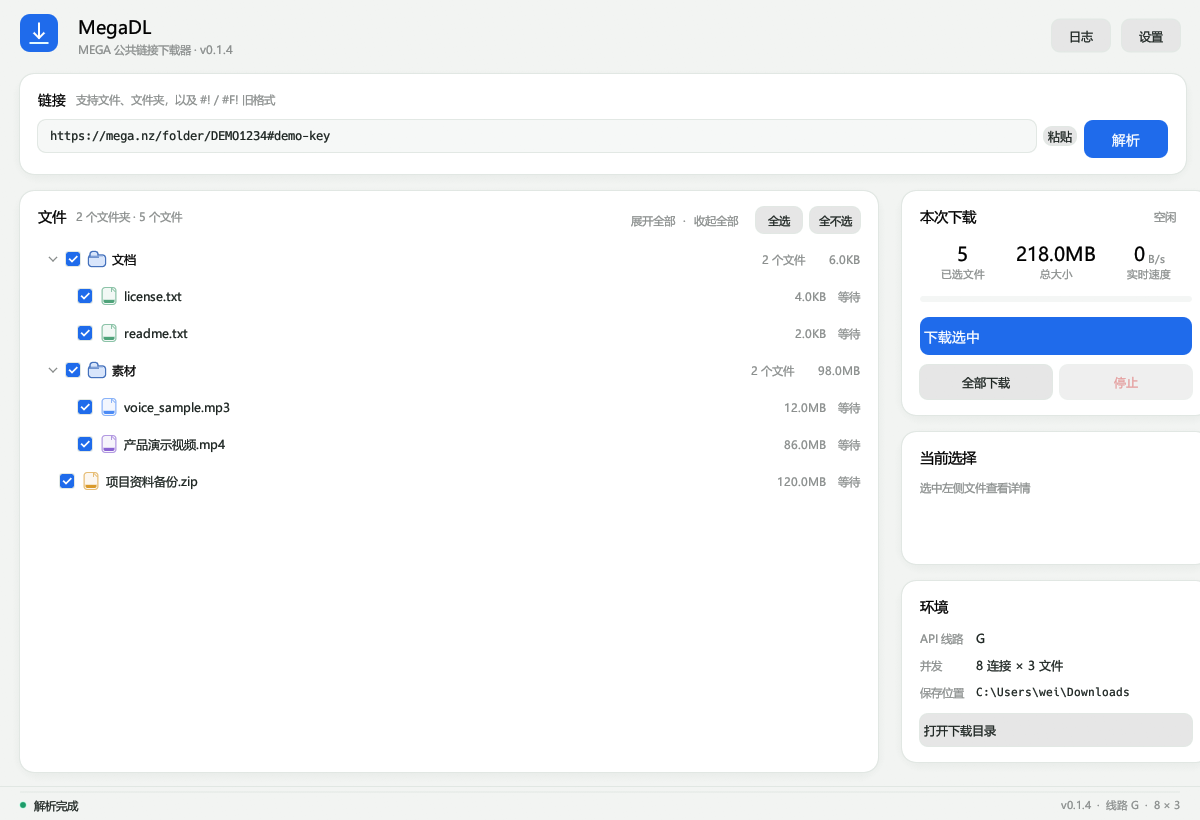 MegaDL
MEGA 公共链接下载器 · v0.1.4
日志
设置
链接 支持文件、文件夹，以及 #! / #F! 旧格式
https://mega.nz/folder/DEMO1234#demo-key
粘贴
解析
文件 2 个文件夹 · 5 个文件
展开全部 · 收起全部
全选
全不选
文档 2 个文件 6.0KB
license.txt 4.0KB 等待
readme.txt 2.0KB 等待
素材 2 个文件 98.0MB
voice_sample.mp3 12.0MB 等待
产品演示视频.mp4 86.0MB 等待
项目资料备份.zip 120.0MB 等待
本次下载 空闲
5 218.0MB 0 B/s
已选文件 总大小 实时速度
下载选中
全部下载 停止
当前选择
选中左侧文件查看详情
环境
API 线路 G
并发 8 连接 × 3 文件
保存位置 C:\Users\wei\Downloads
打开下载目录
解析完成
v0.1.4 · 线路 G · 8 × 3